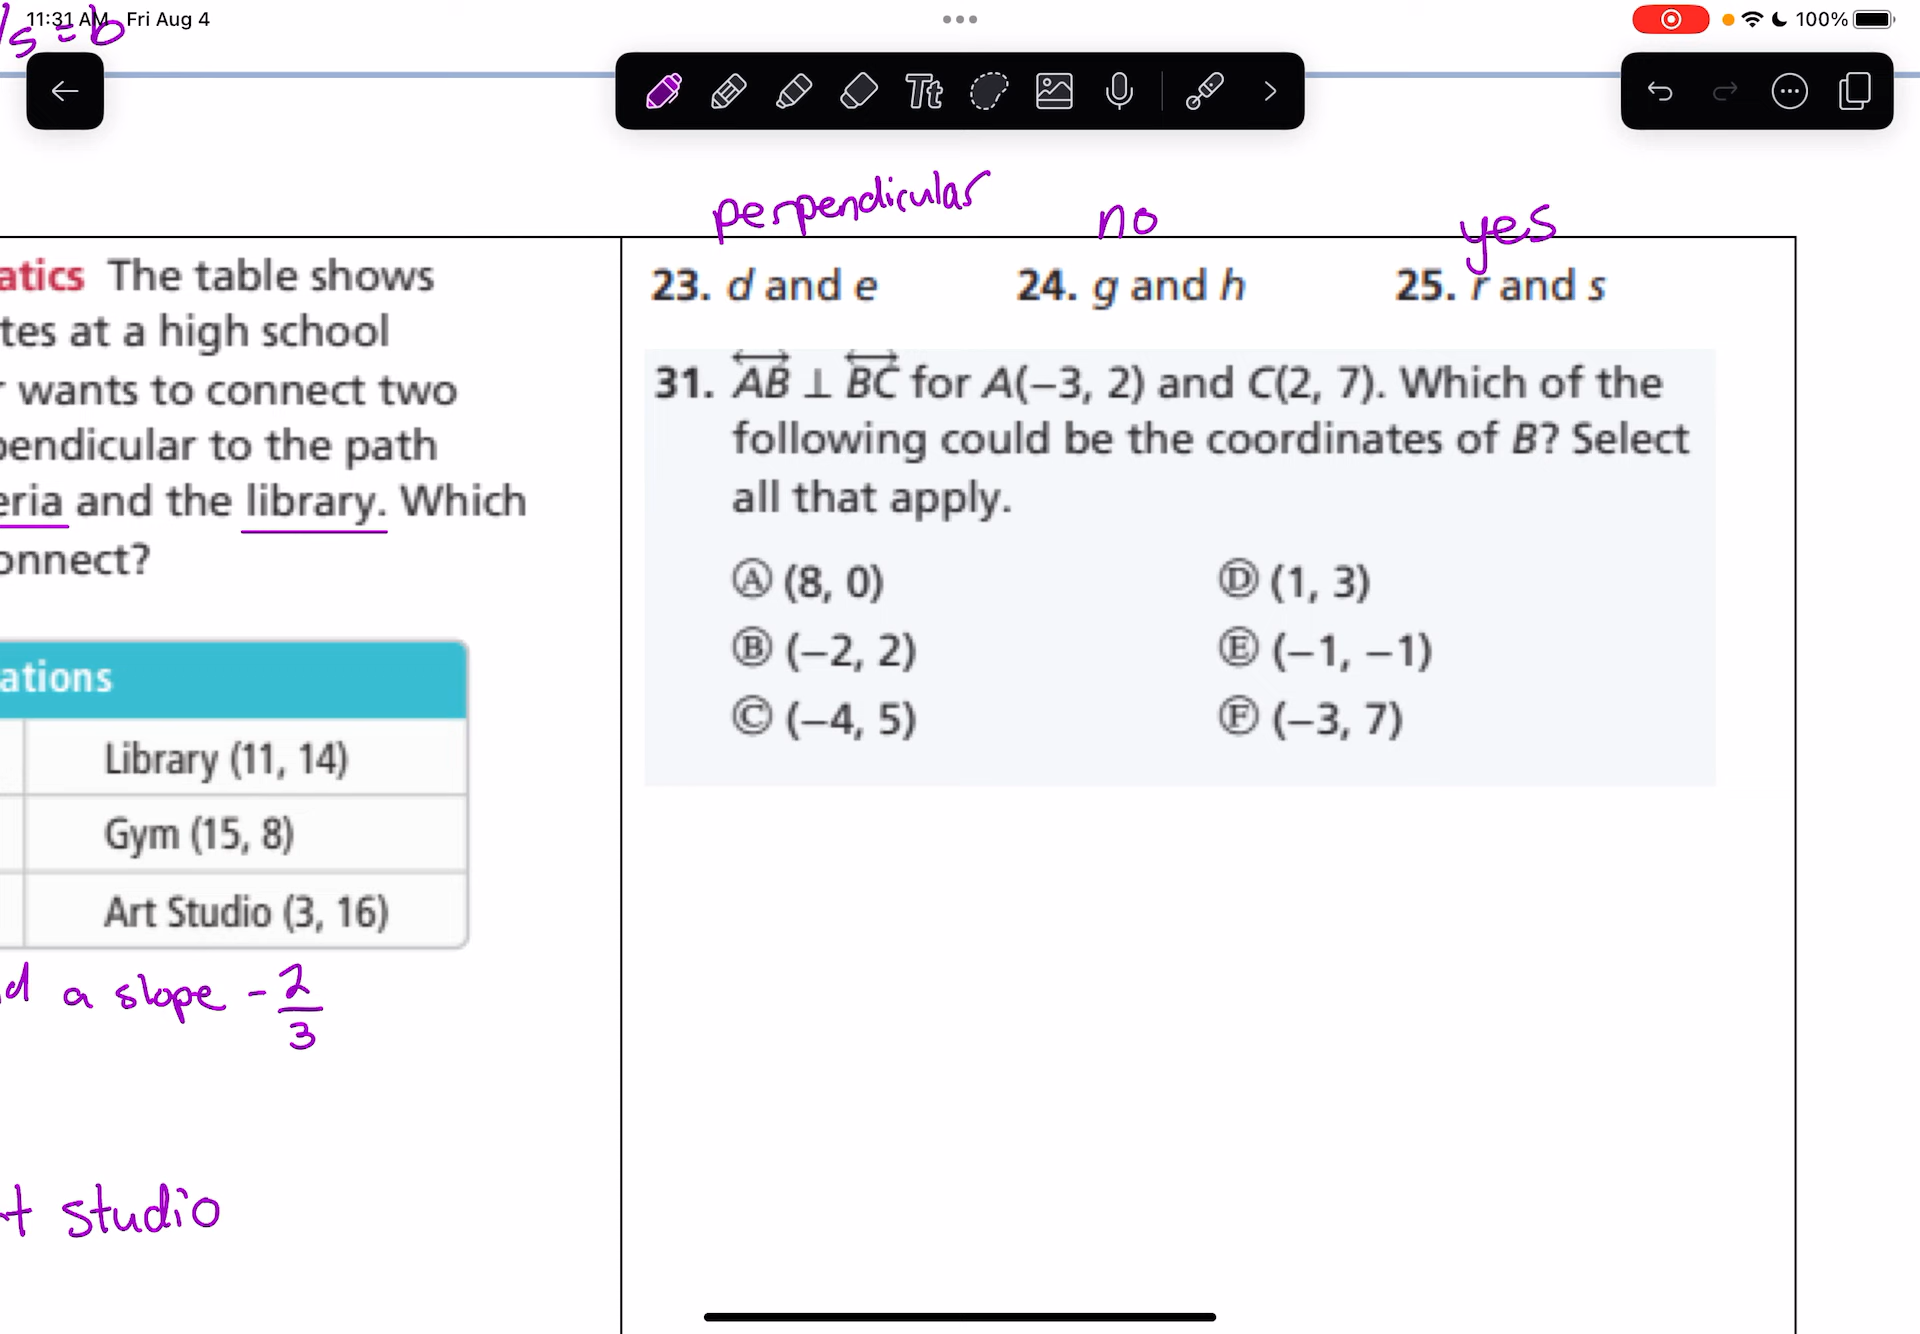 11:31 AM Fri Aug 4
100%
/s = b
Tt
perpendicular no yes
atics The table shows
tes at a high school
r wants to connect two
pendicular to the path
eria and the library. Which
onnect?
ations
Library (11, 14)
Gym (15, 8)
Art Studio (3, 16)
d a slope - 2/3
t studio
23. d and e 24. g and h 25. r and s
31. AB ⊥ BC for A(−3, 2) and C(2, 7). Which of the
following could be the coordinates of B? Select
all that apply.
Ⓐ (8, 0) Ⓓ (1, 3)
Ⓑ (−2, 2) Ⓔ (−1, −1)
Ⓒ (−4, 5) Ⓕ (−3, 7)